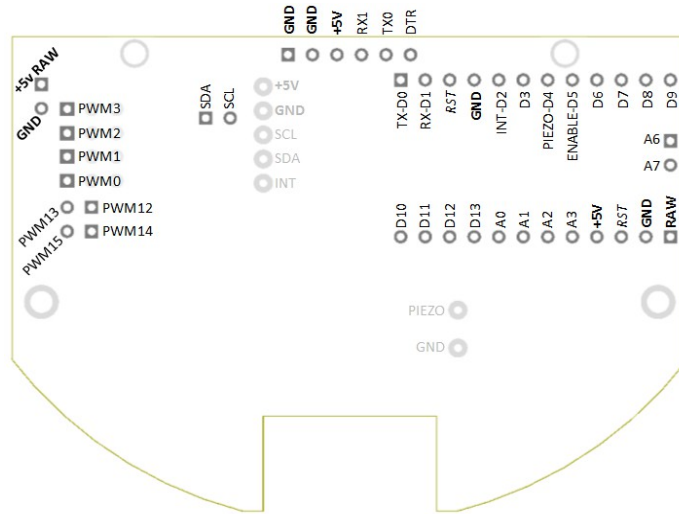 GND
GND
+5V
RX1
TX0
DTR
+5v RAW
GND
PWM3
PWM2
PWM1
PWM0
PWM13
PWM12
PWM15
PWM14
SDA
SCL
+5V
GND
SCL
SDA
INT
TX-D0
RX-D1
RST
GND
INT-D2
D3
PIEZO-D4
ENABLE-D5
D6
D7
D8
D9
A6
A7
D10
D11
D12
D13
A0
A1
A2
A3
+5V
RST
GND
RAW
PIEZO
GND